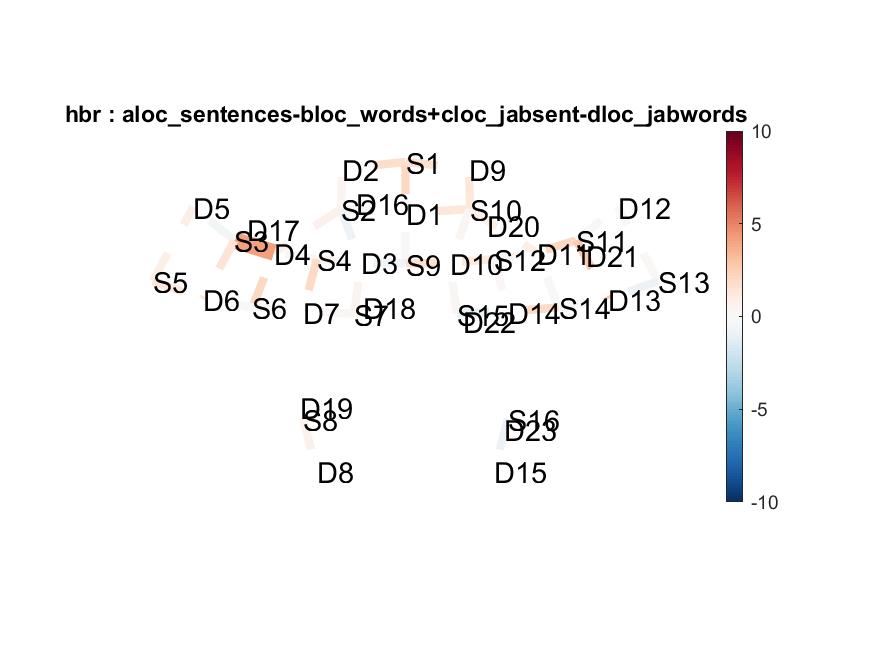 hbr : aloc_sentences-bloc_words+cloc_jabsent-dloc_jabwords
10
D2 S1 D9
D5 S2 D16 D1 S10 D12
D17 D20
S3 D4 S11
S4 D3 S9 D10 S12 D11 D21
5
S5 S13
D6 S6 D7 S7 D18 S15 D14 S14 D13
D22
0
D19
S8 S16
D23
-5
D8 D15
-10